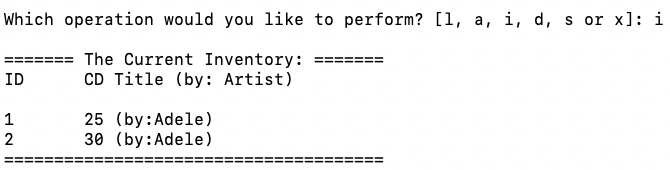 Which operation would you like to perform? [l, a, i, d, s or x]: i
======= The Current Inventory: =======
ID      CD Title (by: Artist)
1       25 (by:Adele)
2       30 (by:Adele)
======================================